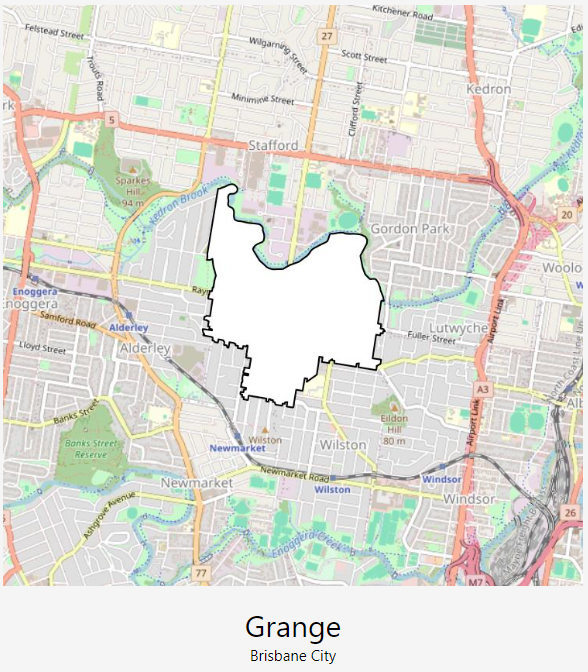 Kitchener Road
Felstead Street
27
Wilgarning Street
Scott Street
Trouts Road
Kedron
Minimine Street
Clifford Street
5
Stafford
Sparkes
Hill
94 m
Kedron Brook
20
Gordon Park
Enoggera
Enoggera
Samford Road
Alderley
Lutwyche
Airport Link
Fuller Street
Lloyd Street
Alderley
A3
Banks Street
Eildon
Hill
80 m
Airport Link
Banks Street
Reserve
Wilston
Wilston
Newmarket
Newmarket Road
Newmarket
Windsor
Wilston
Windsor
Ashgrove Avenue
26
Enoggera Creek
77
M7
Grange
Brisbane City